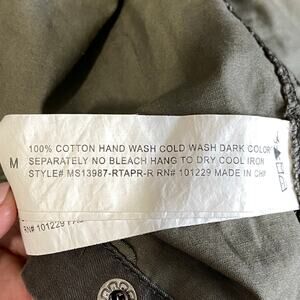 100% COTTON HAND WASH COLD WASH DARK COLOR
M SEPARATELY NO BLEACH HANG TO DRY COOL IRON
STYLE# MS13987-RTAPR-R RN# 101229 MADE IN CHIN
RN# 101229